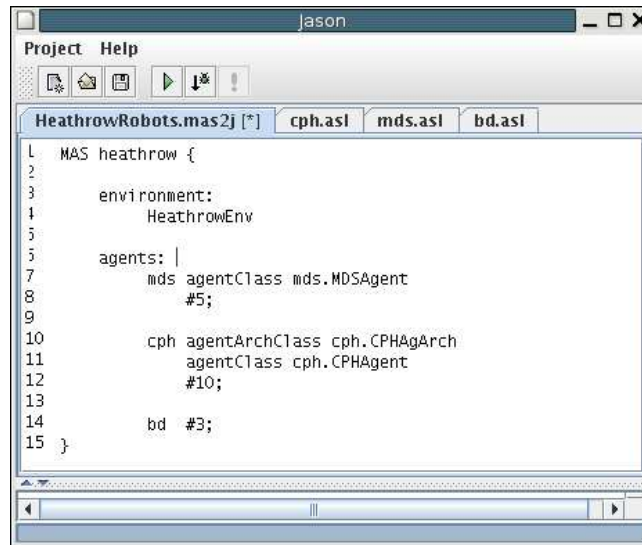 Jason
Project Help
HeathrowRobots.mas2j [*] cph.asl mds.asl bd.asl
1 MAS heathrow {
2
3 environment:
4 HeathrowEnv
5
6 agents:
7 mds agentClass mds.MDSAgent
8 #5;
9
10 cph agentArchClass cph.CPHAgArch
11 agentClass cph.CPHAgent
12 #10;
13
14 bd #3;
15 }